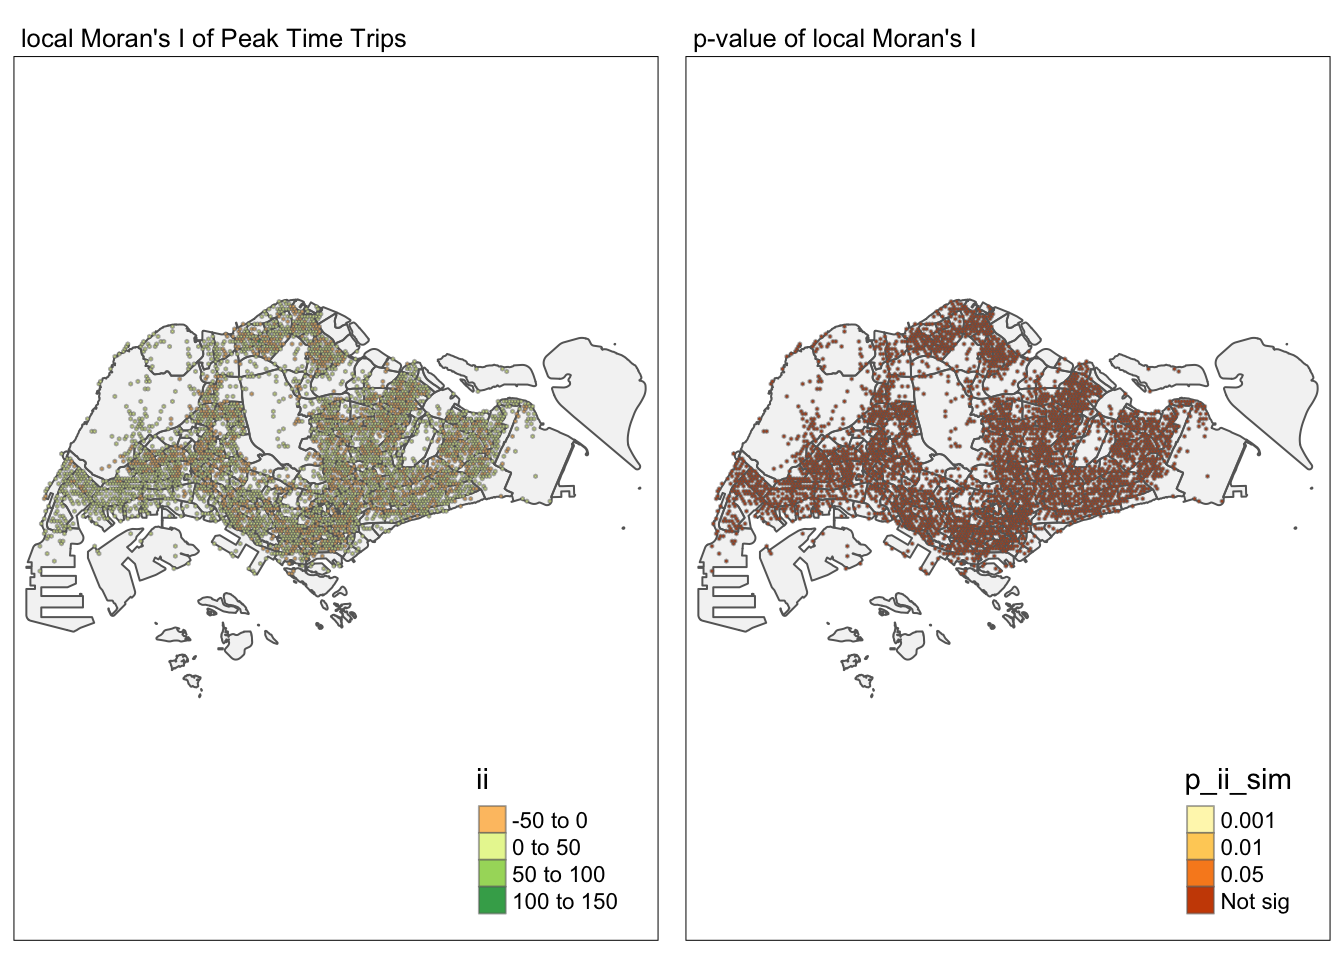 local Moran's I of Peak Time Trips
p-value of local Moran's I
ii
-50 to 0
0 to 50
50 to 100
100 to 150
p_ii_sim
0.001
0.01
0.05
Not sig